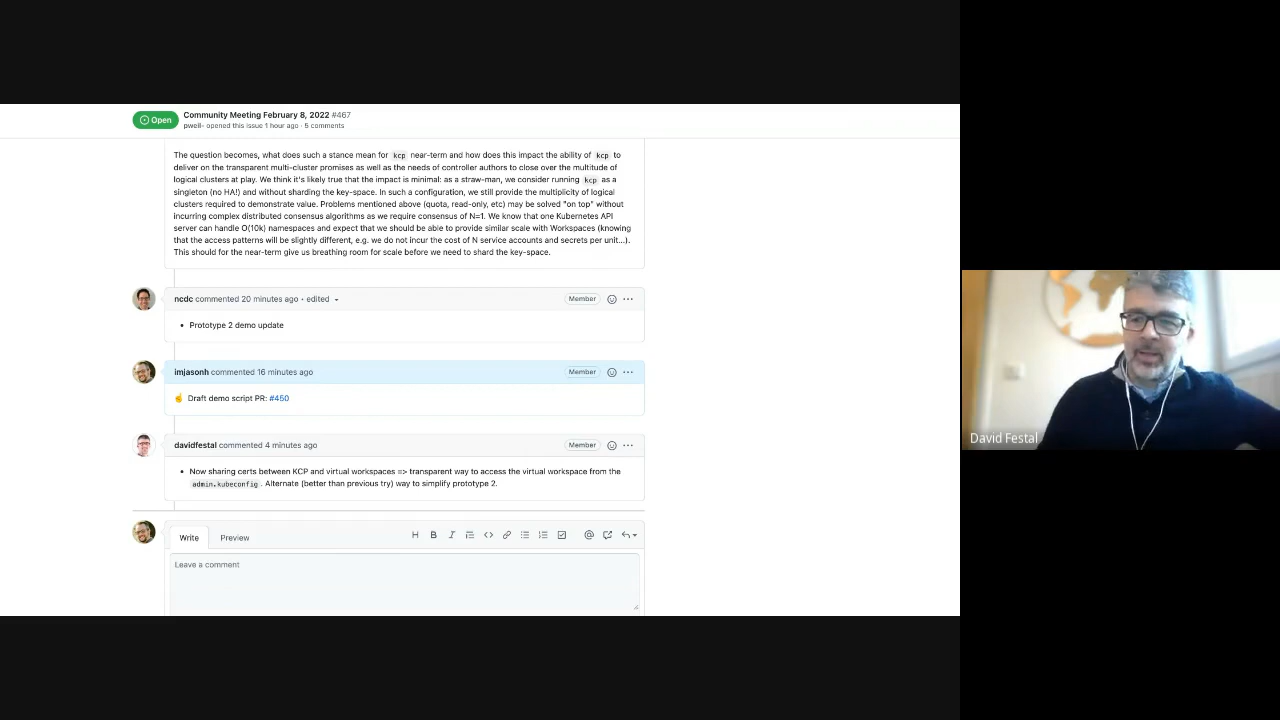 Open
Community Meeting February 8, 2022 #467
pweil- opened this issue 1 hour ago · 5 comments
The question becomes, what does such a stance mean for kcp near-term and how does this impact the ability of kcp to
deliver on the transparent multi-cluster promises as well as the needs of controller authors to close over the multitude of
logical clusters at play. We think it's likely true that the impact is minimal: as a straw-man, we consider running kcp as a
singleton (no HA!) and without sharding the key-space. In such a configuration, we still provide the multiplicity of logical
clusters required to demonstrate value. Problems mentioned above (quota, read-only, etc) may be solved "on top" without
incurring complex distributed consensus algorithms as we require consensus of N=1. We know that one Kubernetes API
server can handle O(10k) namespaces and expect that we should be able to provide similar scale with Workspaces (knowing
that the access patterns will be slightly different, e.g. we do not incur the cost of N service accounts and secrets per unit...).
This should for the near-term give us breathing room for scale before we need to shard the key-space.
ncdc commented 20 minutes ago · edited
Member
• Prototype 2 demo update
imjasonh commented 16 minutes ago
Member
☝ Draft demo script PR: #450
davidfestal commented 4 minutes ago
Member
• Now sharing certs between KCP and virtual workspaces => transparent way to access the virtual workspace from the
admin.kubeconfig. Alternate (better than previous try) way to simplify prototype 2.
Write
Preview
Leave a comment
David Festal